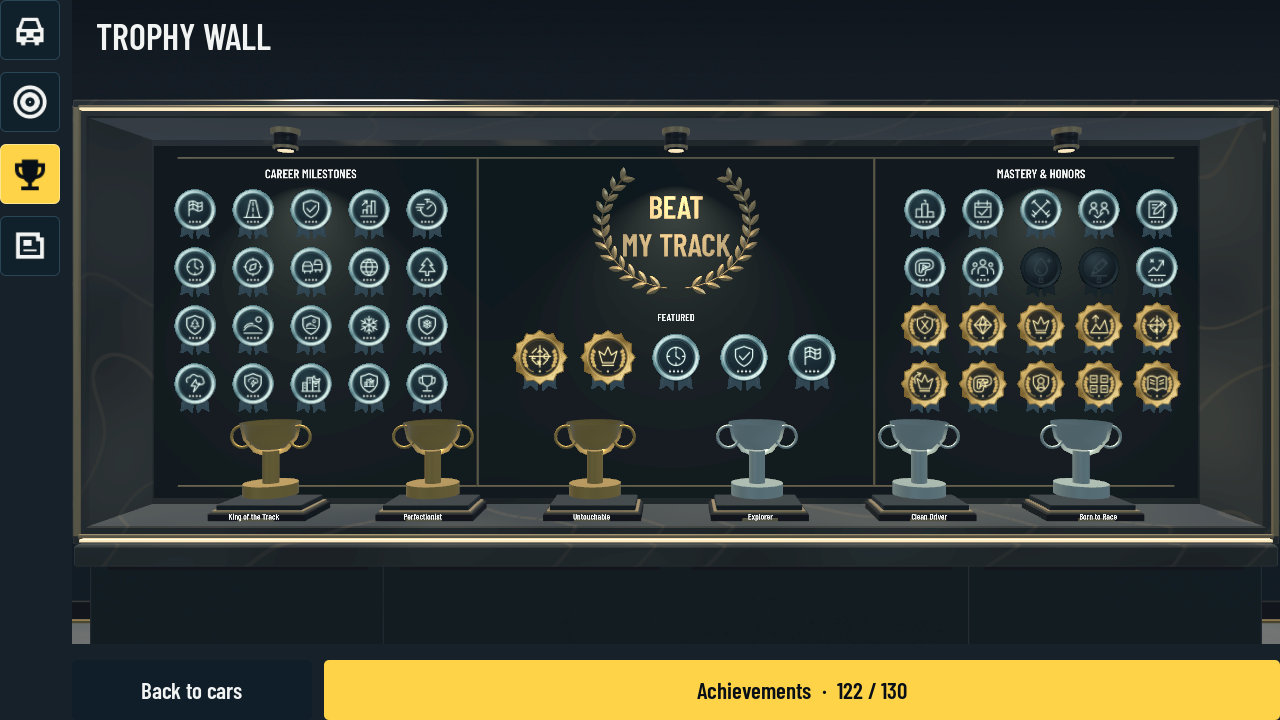 TROPHY WALL
CAREER MILESTONES
BEAT
MY TRACK
MASTERY & HONORS
FEATURED
King of the Track
Perfectionist
Untouchable
Explorer
Clean Driver
Born to Race
Back to cars
Achievements · 122 / 130